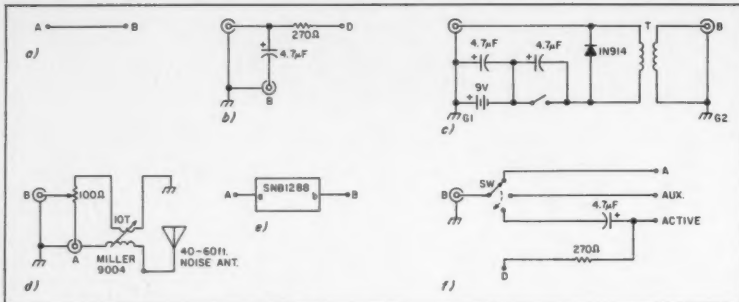 A
B
a)
270Ω
D
4.7µF
+
B
b)
T
B
4.7µF
4.7µF
1N914
+
+
9V
+
G1
G2
c)
B
100Ω
10T
A
MILLER
9004
40-60ft.
NOISE ANT.
d)
A
SNB1288
a
b
B
e)
B
SW
A
AUX.
4.7µF
+
ACTIVE
270Ω
D
f)